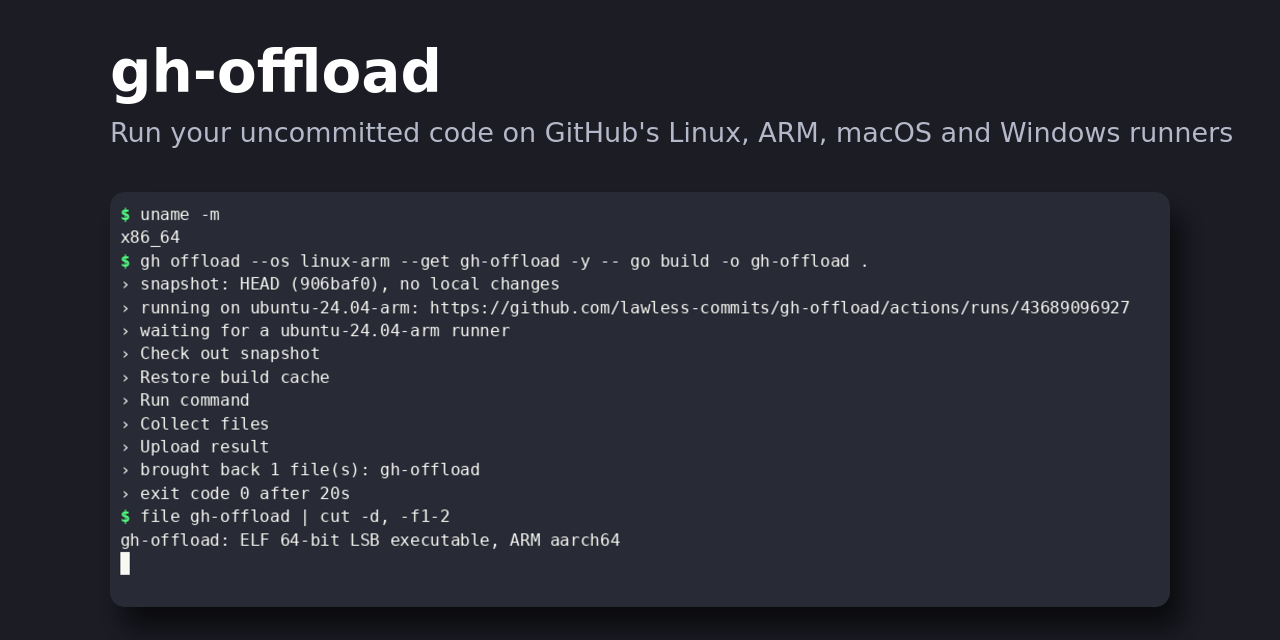 gh-offload
Run your uncommitted code on GitHub's Linux, ARM, macOS and Windows runners
$ uname -m
x86_64
$ gh offload --os linux-arm --get gh-offload -y -- go build -o gh-offload .
› snapshot: HEAD (906baf0), no local changes
› running on ubuntu-24.04-arm: https://github.com/lawless-commits/gh-offload/actions/runs/43689096927
› waiting for a ubuntu-24.04-arm runner
› Check out snapshot
› Restore build cache
› Run command
› Collect files
› Upload result
› brought back 1 file(s): gh-offload
› exit code 0 after 20s
$ file gh-offload | cut -d, -f1-2
gh-offload: ELF 64-bit LSB executable, ARM aarch64